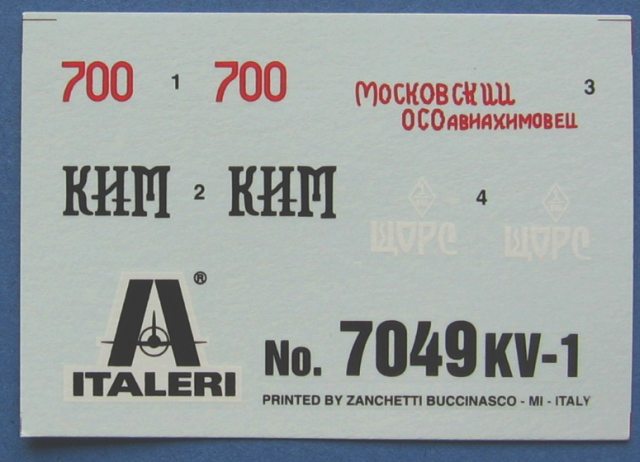 700 1 700
МОСКОВСКИЙ 3
ОСОАВИАХИМОВЕЦ
КИМ 2 КИМ
4
ЩОРС ЩОРС
®
ITALERI
No. 7049 KV-1
PRINTED BY ZANCHETTI BUCCINASCO - MI - ITALY